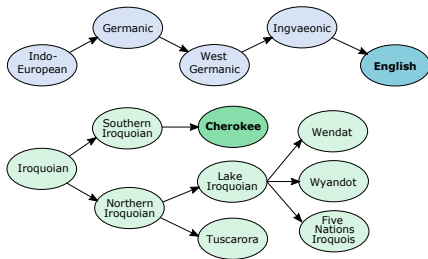 Germanic
Ingvaeonic
Indo-
European
West
Germanic
English
Southern
Iroquoian
Cherokee
Wendat
Iroquoian
Lake
Iroquoian
Wyandot
Northern
Iroquoian
Tuscarora
Five
Nations
Iroquois